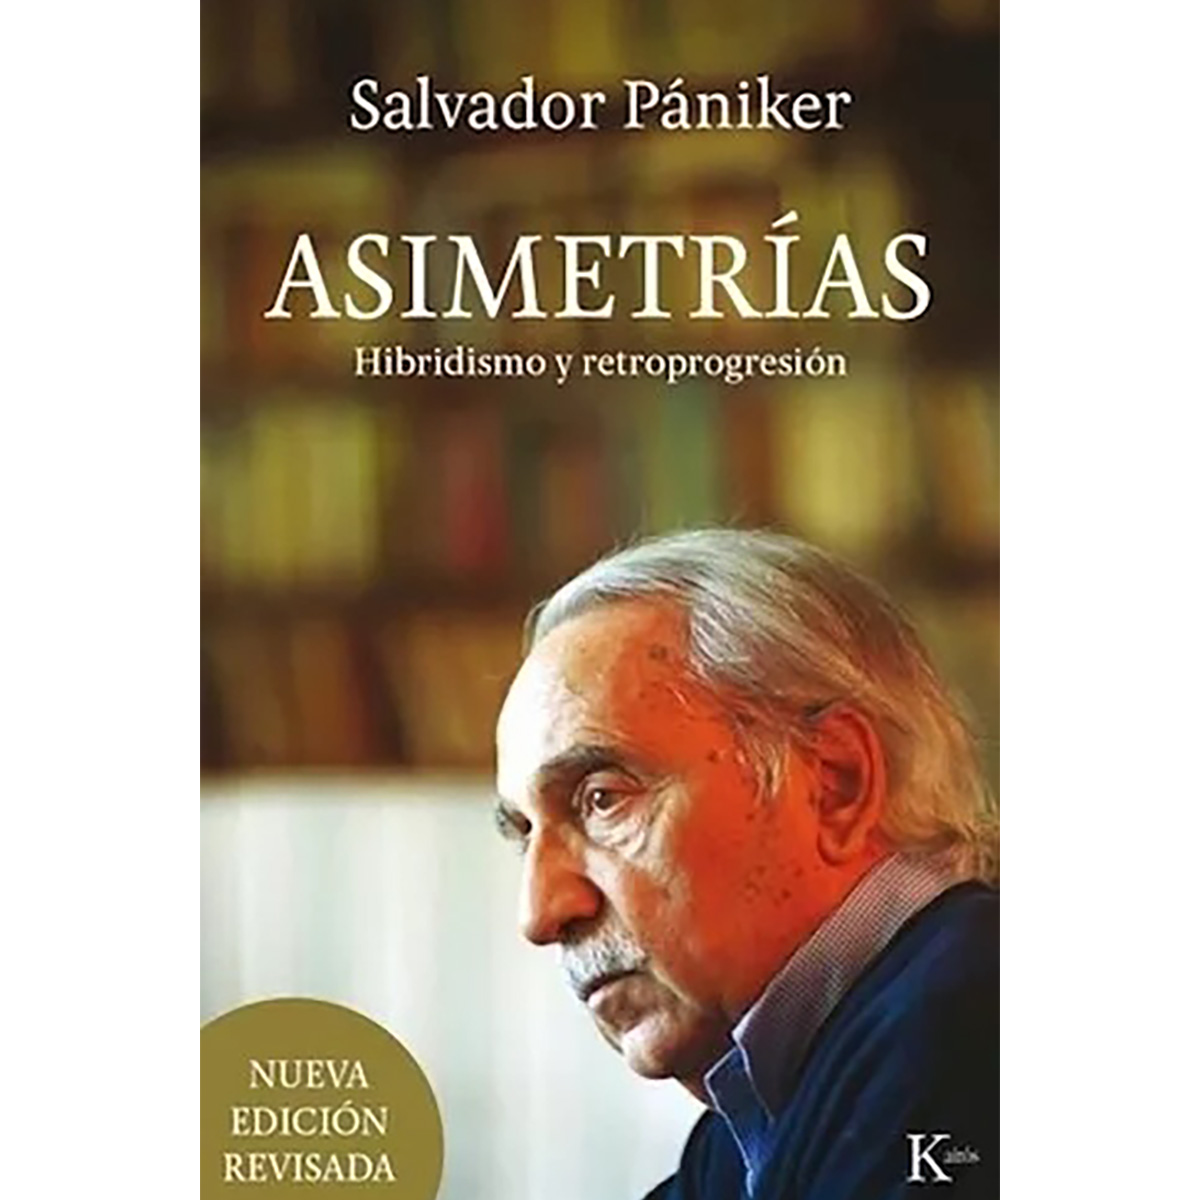 Salvador Pániker
ASIMETRÍAS
Hibridismo y retroprogresión
NUEVA
EDICIÓN
REVISADA
Kairós